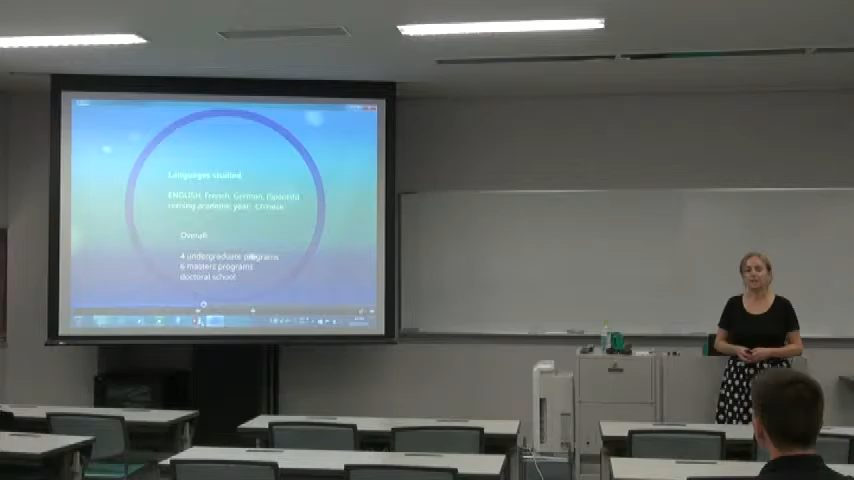 Languages studied
ENGLISH, French, German, (Spanish)
coming academic year: Chinese
Overall:
4 undergraduate programs
6 masters programs
doctoral school